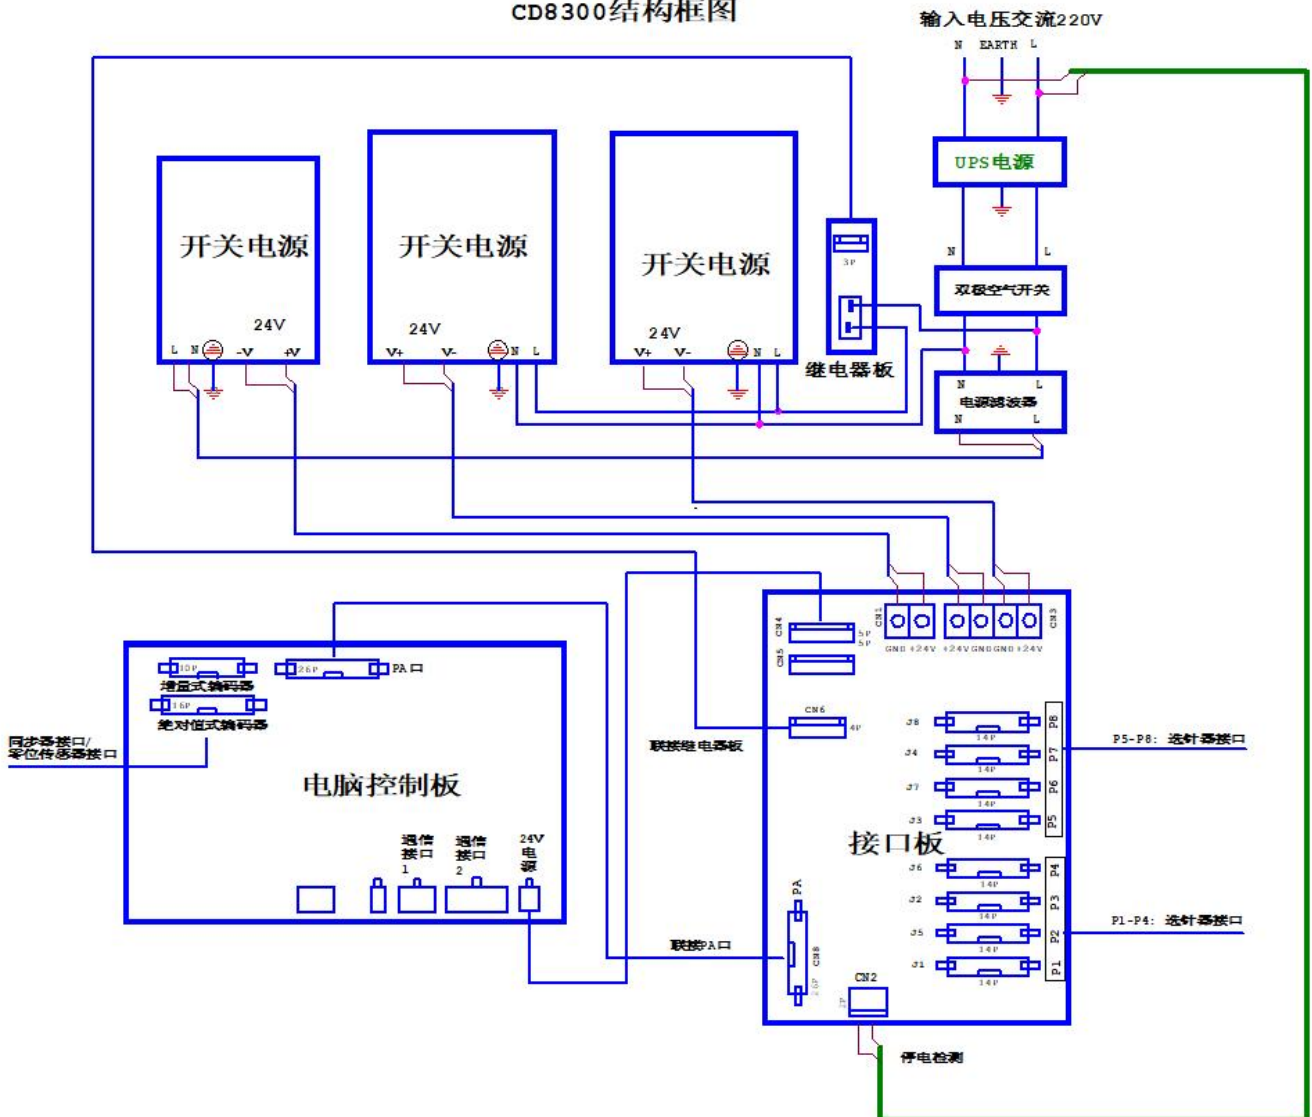 CD8300结构框图
输入电压交流220V
N EARTH L
UPS电源
N L
双极空气开关
N L
电源滤波器
N L
开关电源
24V
L N -V +V
开关电源
24V
V+ V- N L
开关电源
24V
V+ V- N L
3P
继电器板
10P
增量式编码器
16P
绝对值式编码器
26P
PA口
同步器接口/
零位传感器接口
电脑控制板
通信
接口
1
通信
接口
2
24V
电
源
联接继电器板
联接PA口
CN4
5P
5P
CN5
CN6
4P
CN1
CN3
GND +24V +24V GND GND +24V
接口板
J8 14P P8
J4 14P P7
J7 14P P6
J3 14P P5
J6 14P P4
J2 14P P3
J5 14P P2
J1 14P P1
P5-P8: 选针器接口
P1-P4: 选针器接口
PA
CN8
26P
CN2
2P
停电检测